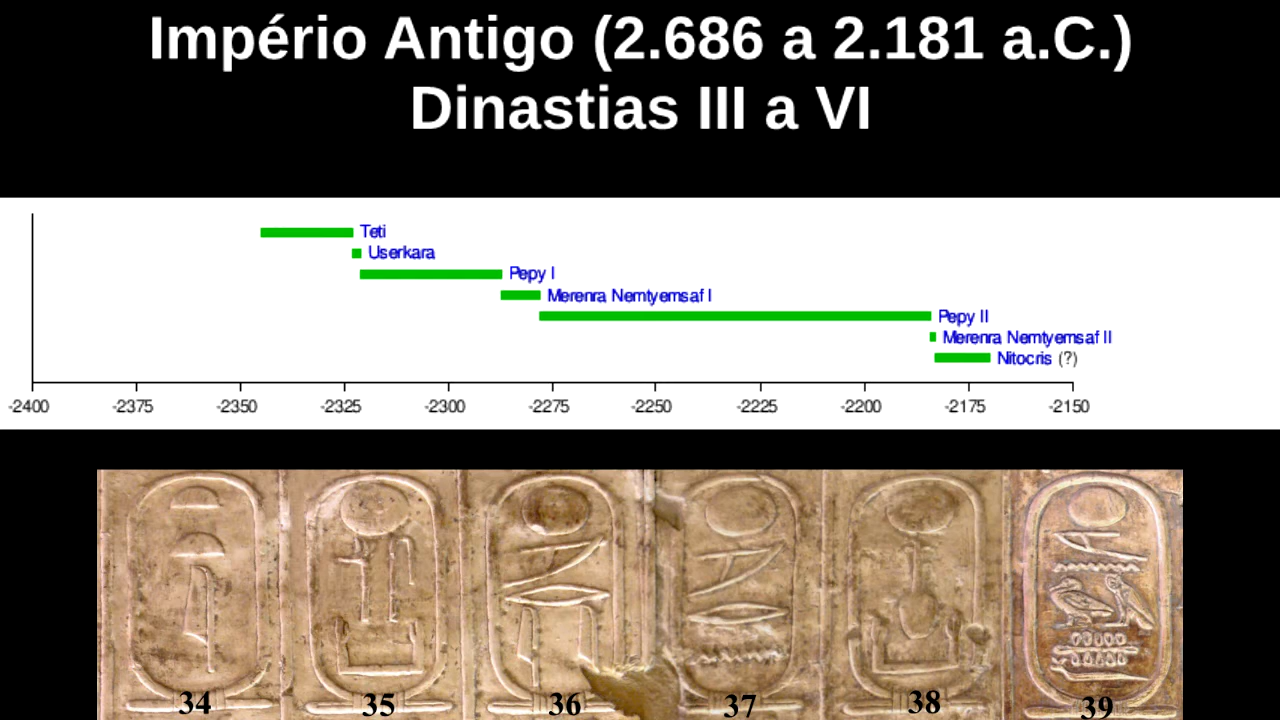 Império Antigo (2.686 a 2.181 a.C.)
Dinastias III a VI
Teti
Userkara
Pepy I
Merenra Nemtyemsaf I
Pepy II
Merenra Nemtyemsaf II
Nitocris (?)
-2400 -2375 -2350 -2325 -2300 -2275 -2250 -2225 -2200 -2175 -2150
34 35 36 37 38 39